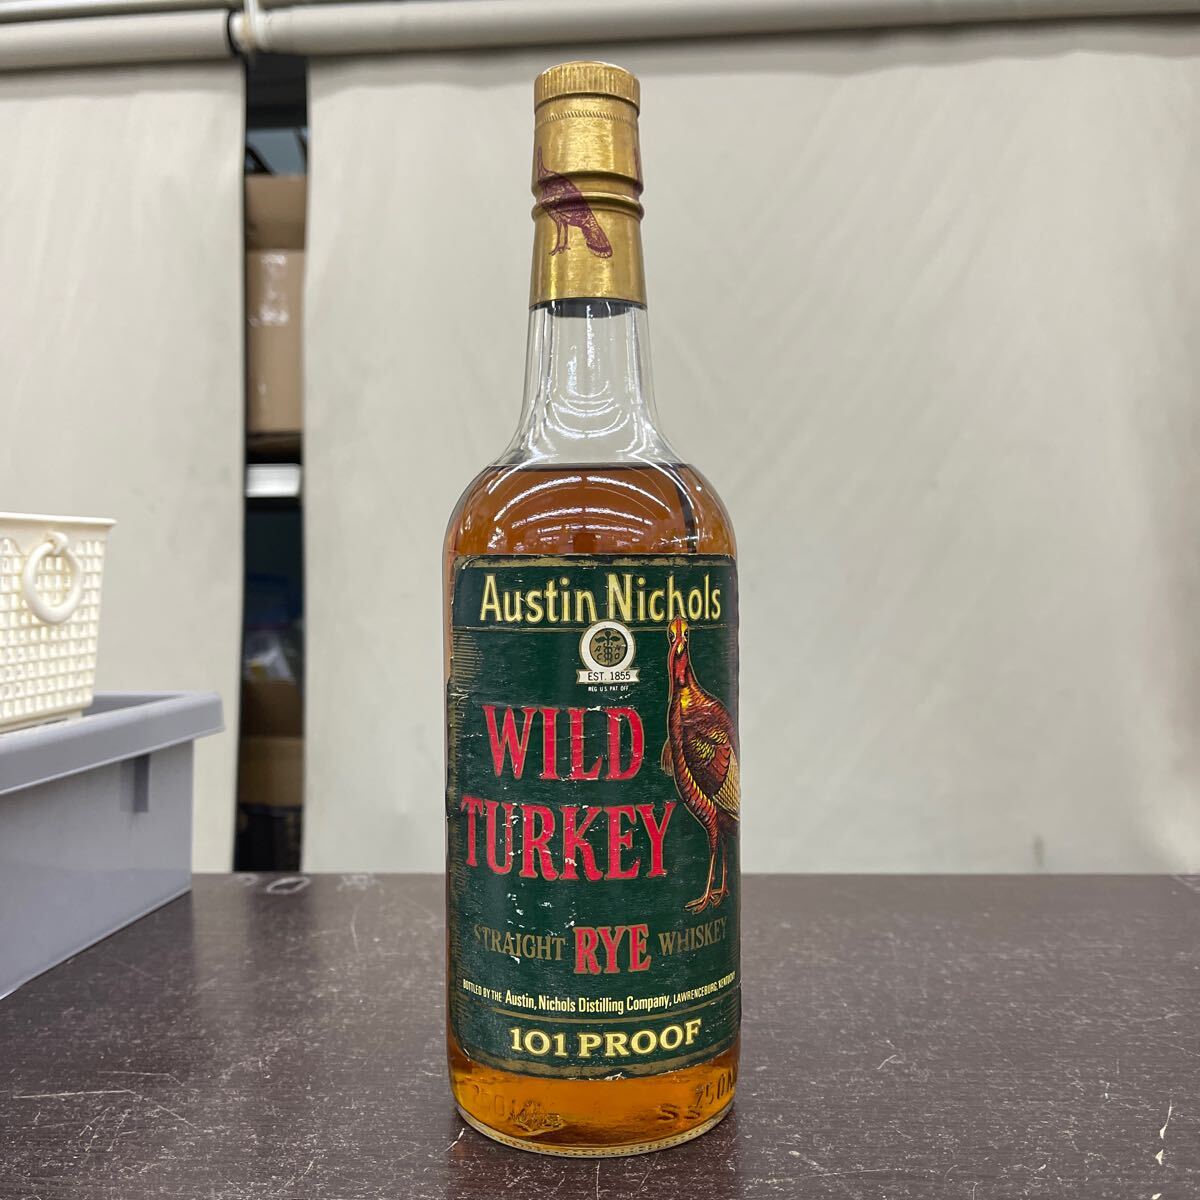 Austin Nichols
EST. 1855
REG U S PAT OFF
WILD
TURKEY
STRAIGHT RYE WHISKEY
BOTTLED BY THE Austin, Nichols Distilling Company, LAWRENCEBURG, KENTUCKY
101 PROOF